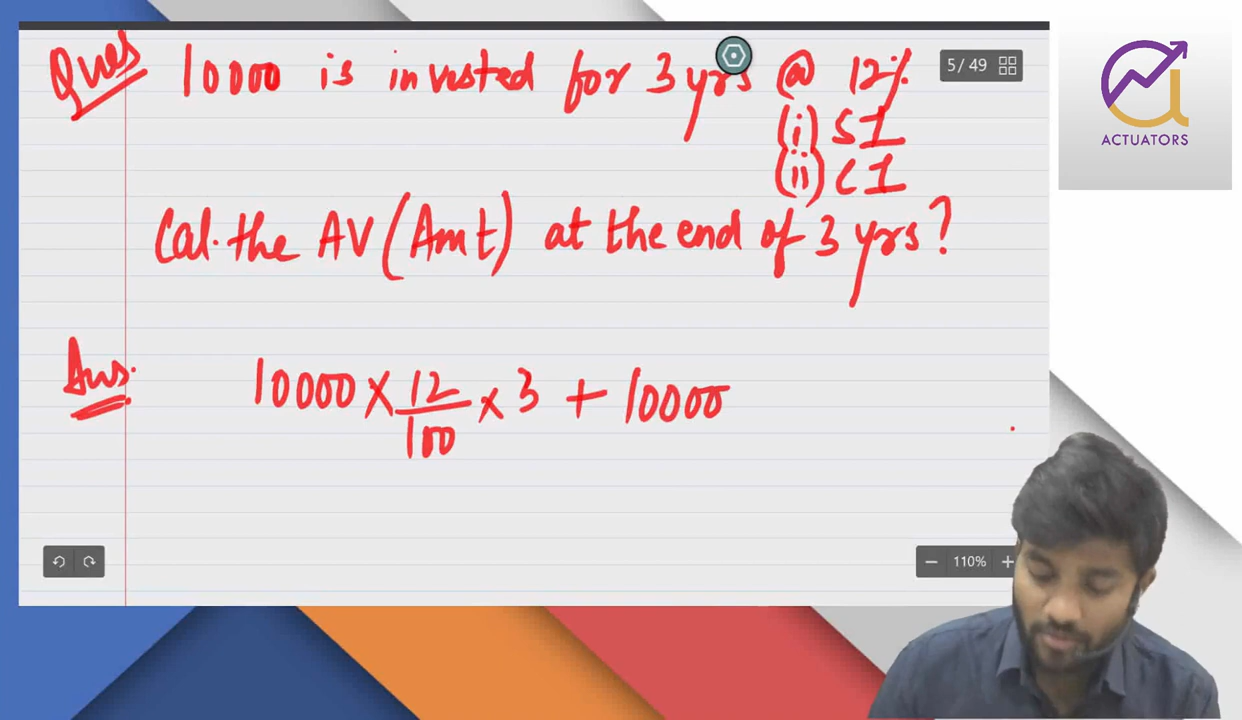 Ques 10000 is invested for 3 yrs @ 12%
(i) SI
(ii) CI
Cal. the AV (Amt) at the end of 3 yrs?
Ans. 10000 × 12/100 × 3 + 10000
5 / 49
ACTUATORS
110%